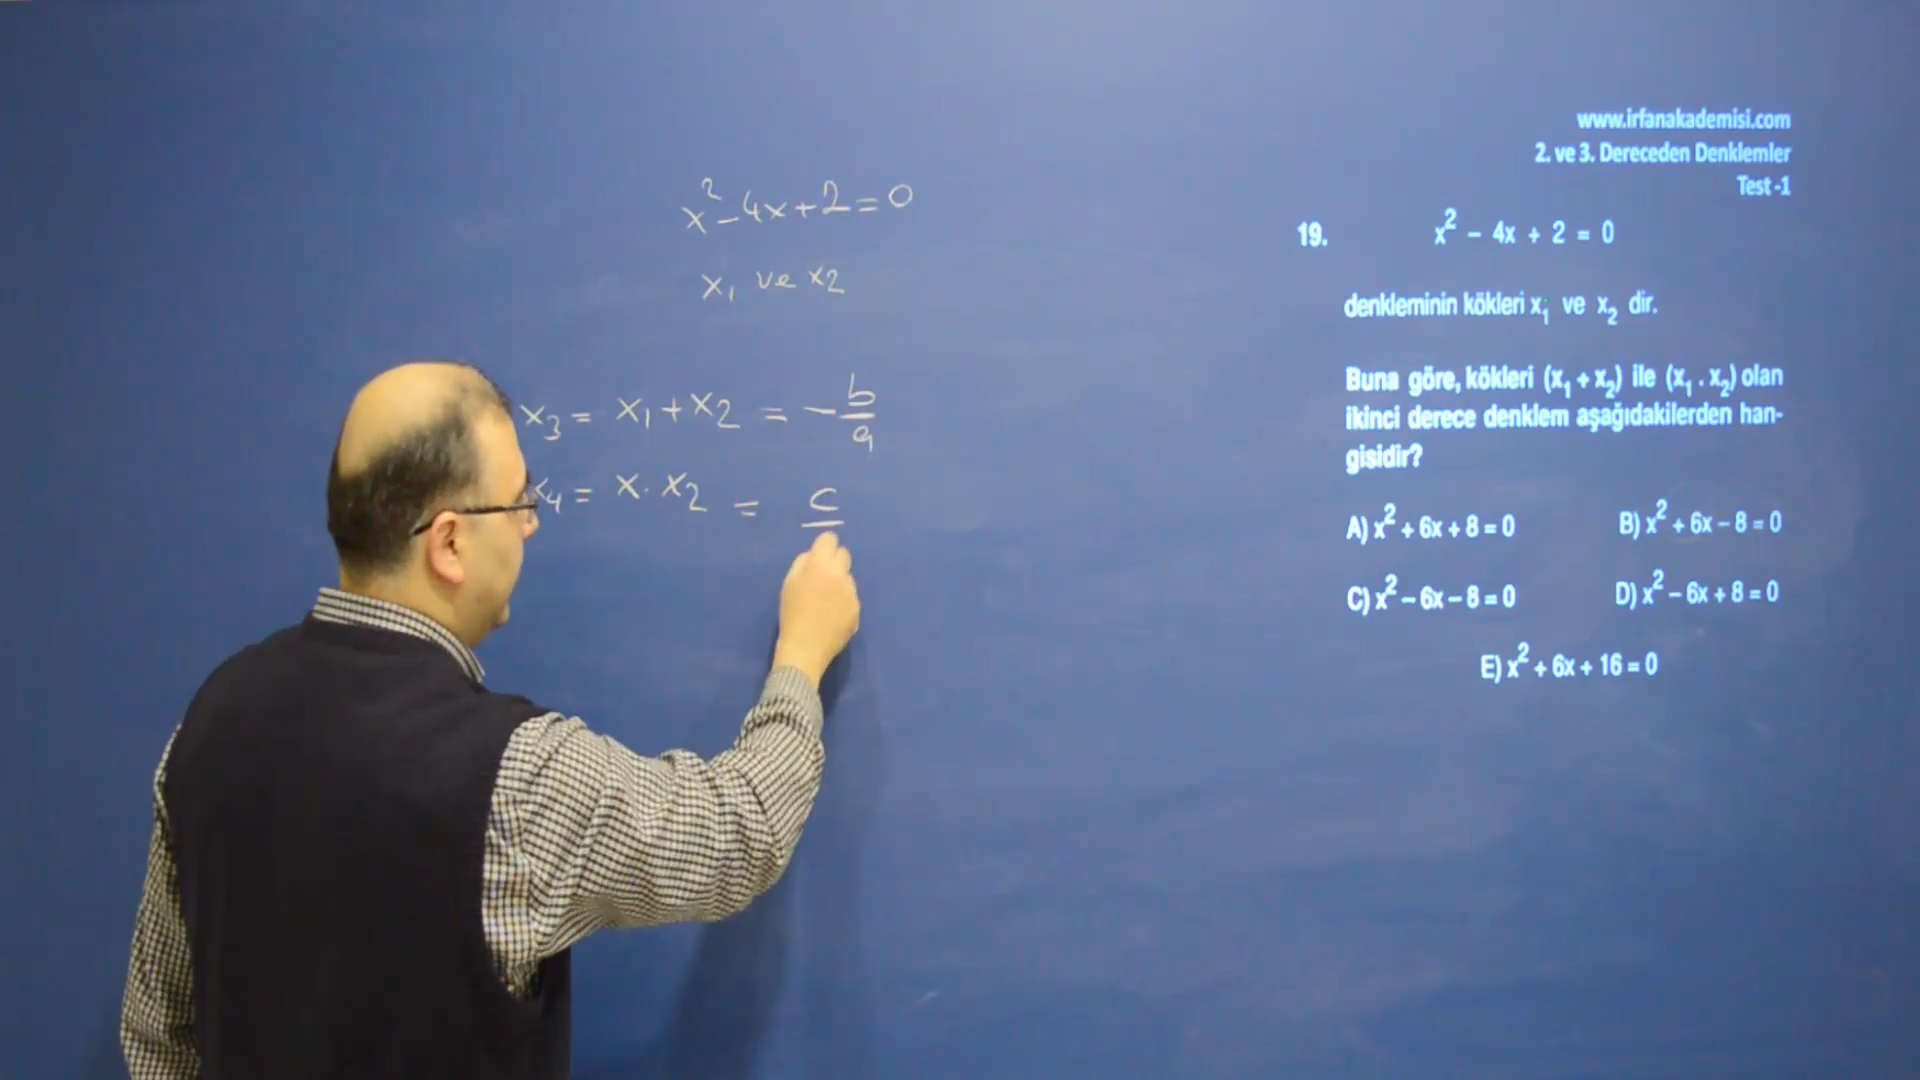 x² - 4x + 2 = 0
x₁ ve x₂
x₃ = x₁ + x₂ = - b/a
x₄ = x . x₂ = c
www.irfanakademisi.com
2. ve 3. Dereceden Denklemler
Test -1
19. x² - 4x + 2 = 0
denkleminin kökleri x₁ ve x₂ dir.
Buna göre, kökleri (x₁ + x₂) ile (x₁ . x₂) olan
ikinci derece denklem aşağıdakilerden han-
gisidir?
A) x² + 6x + 8 = 0 B) x² + 6x - 8 = 0
C) x² - 6x - 8 = 0 D) x² - 6x + 8 = 0
E) x² + 6x + 16 = 0